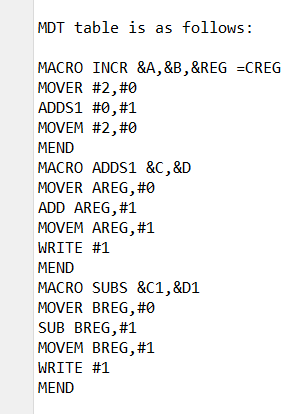 MDT table is as follows:
MACRO INCR &A,&B,&REG =CREG
MOVER #2,#0
ADDS1 #0,#1
MOVEM #2,#0
MEND
MACRO ADDS1 &C,&D
MOVER AREG,#0
ADD AREG,#1
MOVEM AREG,#1
WRITE #1
MEND
MACRO SUBS &C1,&D1
MOVER BREG,#0
SUB BREG,#1
MOVEM BREG,#1
WRITE #1
MEND